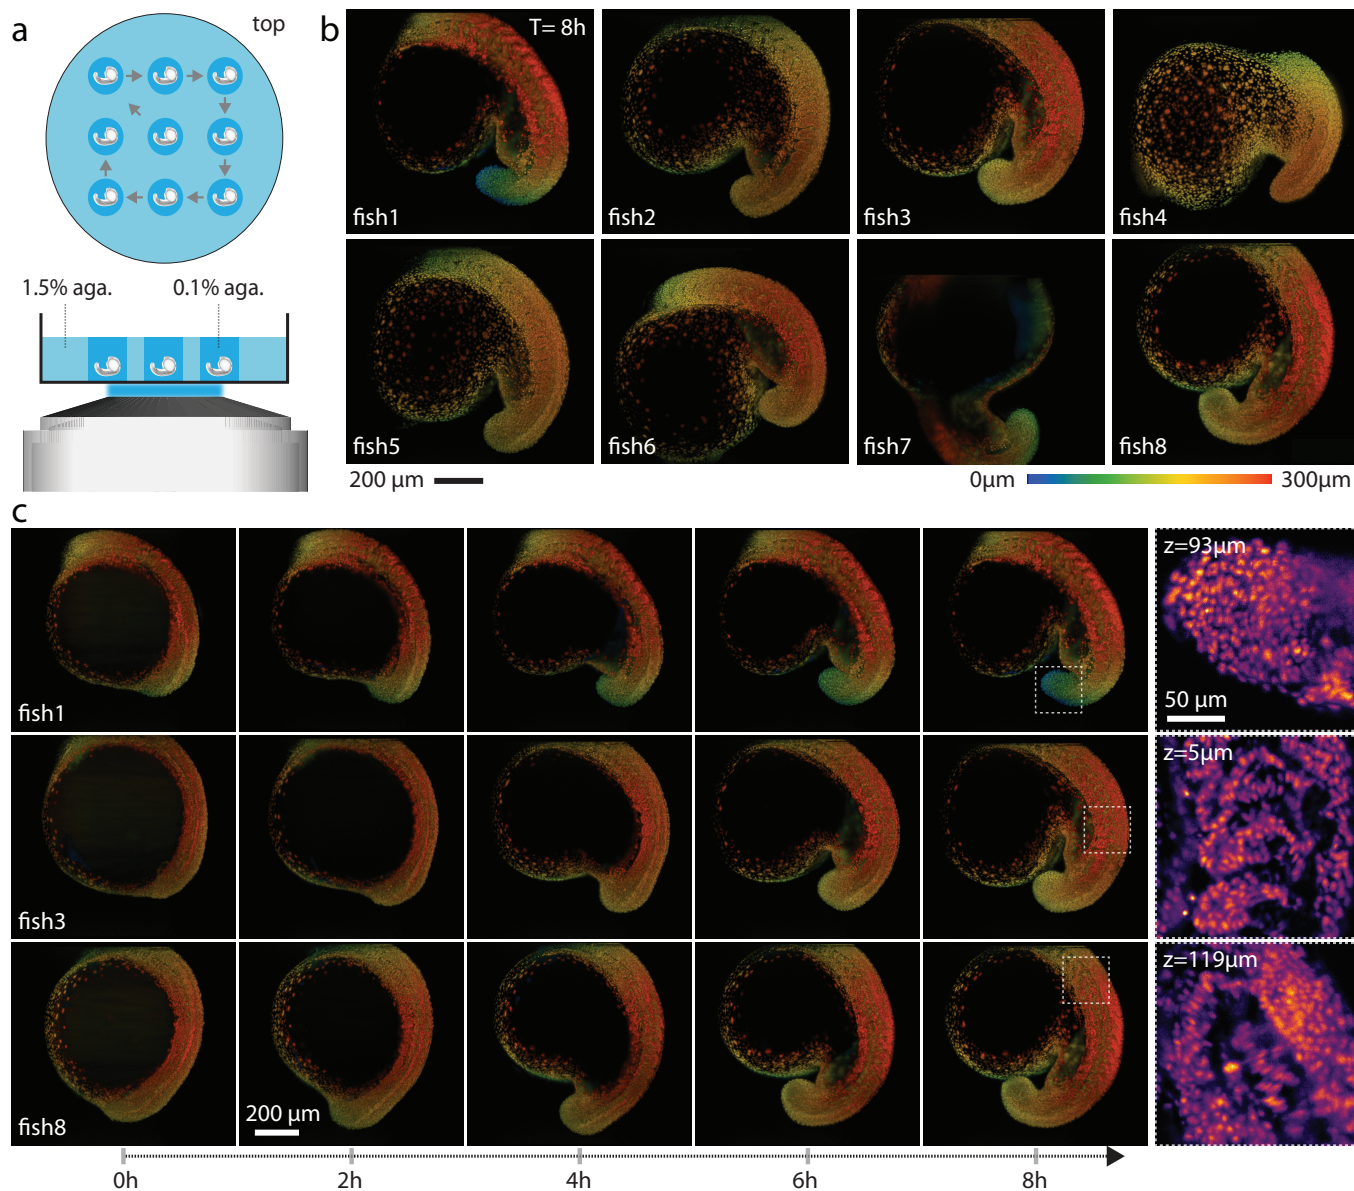 a
top
1.5% aga.
0.1% aga.
b
T= 8h
fish1
fish2
fish3
fish4
fish5
fish6
fish7
fish8
200 µm
0µm
300µm
c
fish1
z=93µm
50 µm
fish3
z=5µm
fish8
200 µm
z=119µm
0h
2h
4h
6h
8h